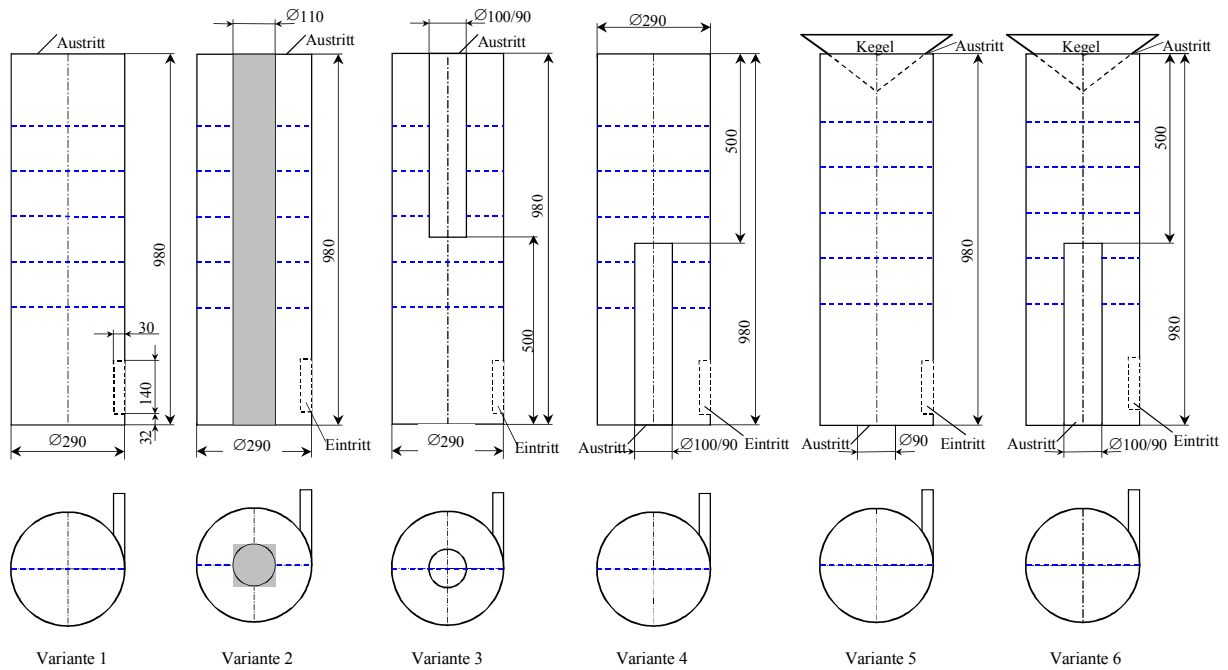 ∅110
∅100/90
∅290
Austritt
Austritt
Austritt
Kegel
Austritt
Kegel
Austritt
980
30
140
32
∅290
980
Eintritt
∅290
980
500
Eintritt
∅290
500
980
Austritt
∅100/90
Eintritt
980
Austritt
∅90
Eintritt
500
980
Austritt
∅100/90
Eintritt
Variante 1
Variante 2
Variante 3
Variante 4
Variante 5
Variante 6